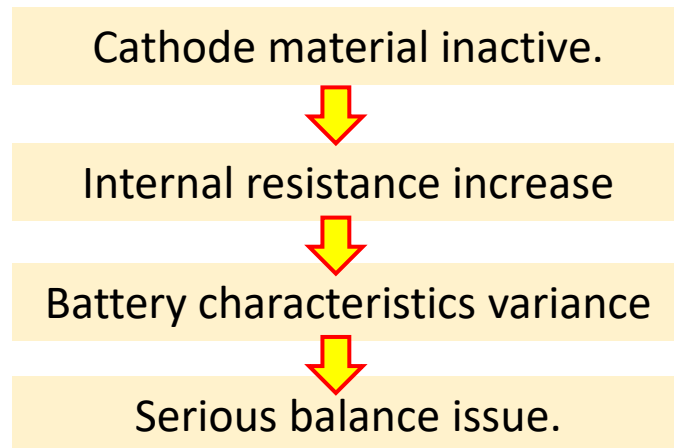 Cathode material inactive.
Internal resistance increase
Battery characteristics variance
Serious balance issue.